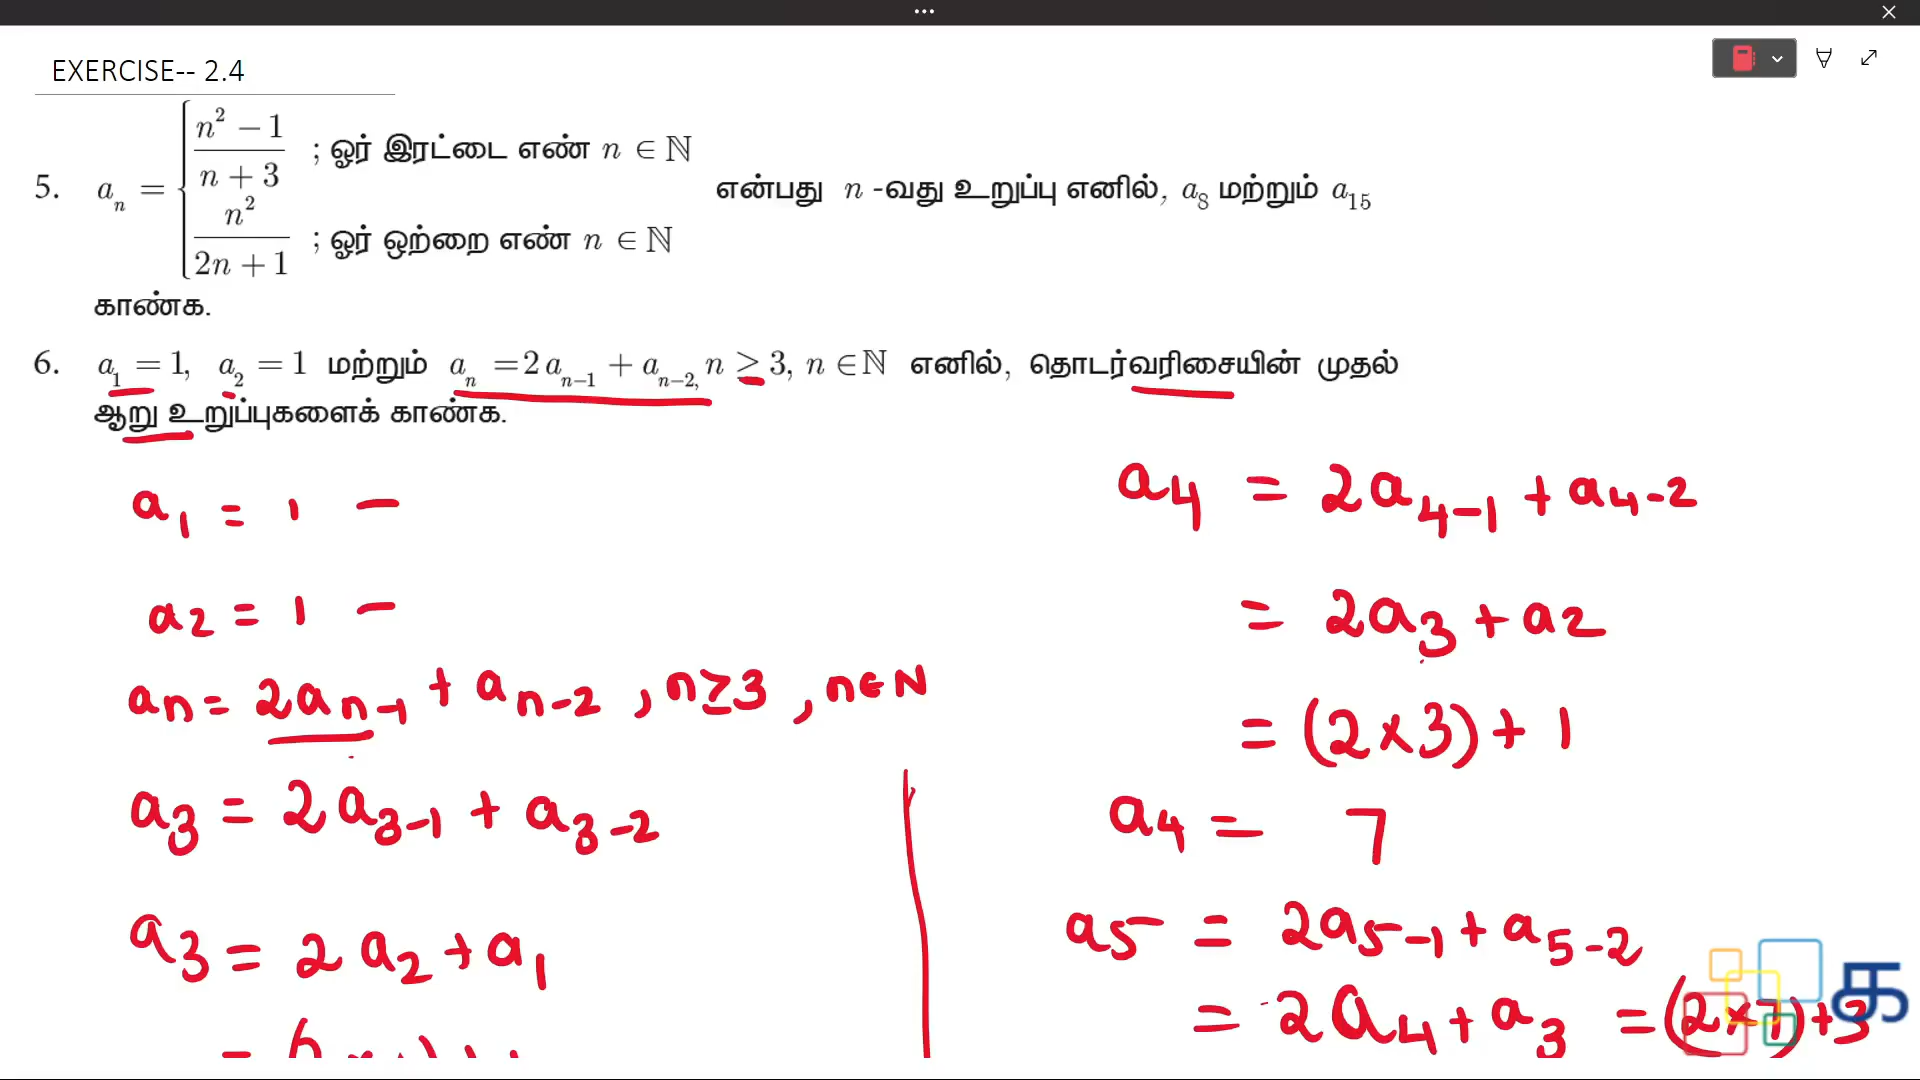 EXERCISE-- 2.4
5. aₙ = { (n² − 1)/(n + 3) ; ஓர் இரட்டை எண் n ∈ ℕ
n²/(2n + 1) ; ஓர் ஒற்றை எண் n ∈ ℕ
என்பது n -வது உறுப்பு எனில், a₈ மற்றும் a₁₅
காண்க.
6. a₁ = 1, a₂ = 1 மற்றும் aₙ = 2aₙ₋₁ + aₙ₋₂, n ≥ 3, n ∈ ℕ எனில், தொடர்வரிசையின் முதல்
ஆறு உறுப்புகளைக் காண்க.
a₁ = 1 −
a₂ = 1 −
aₙ = 2aₙ₋₁ + aₙ₋₂ , n ≥ 3 , n ∈ N
a₃ = 2a₃₋₁ + a₃₋₂
a₃ = 2a₂ + a₁
a₄ = 2a₄₋₁ + a₄₋₂
= 2a₃ + a₂
= (2×3) + 1
a₄ = 7
a₅ = 2a₅₋₁ + a₅₋₂
= 2a₄ + a₃ = (2×7) + 3
க